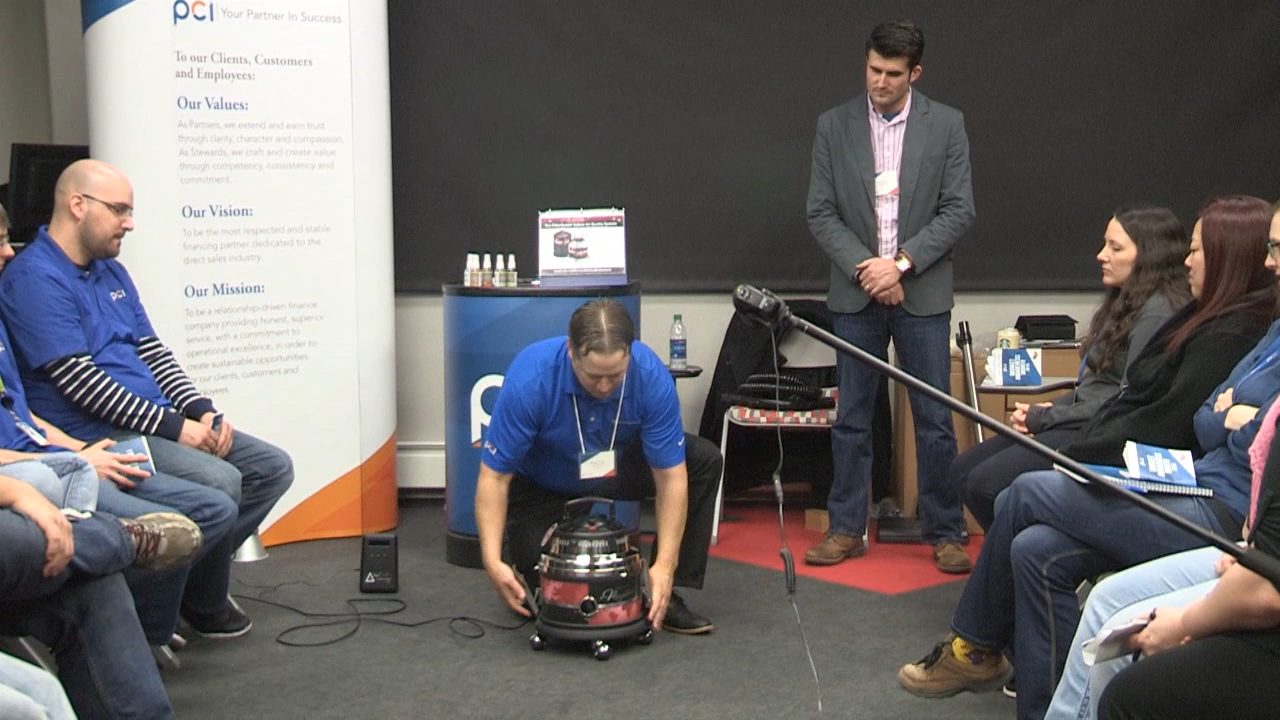 pci Your Partner In Success
To our Clients, Customers
and Employees:
Our Values:
As Partners, we extend and earn trust
through clarity, character and compassion.
As Stewards, we craft and create value
through competency, consistency and
commitment.
Our Vision:
To be the most respected and stable
financing partner dedicated to the
direct sales industry.
Our Mission:
To be a relationship-driven finance
company providing honest, superior
service, with a commitment to
operational excellence, in order to
create sustainable opportunities
for our clients, customers and
employees.
pci